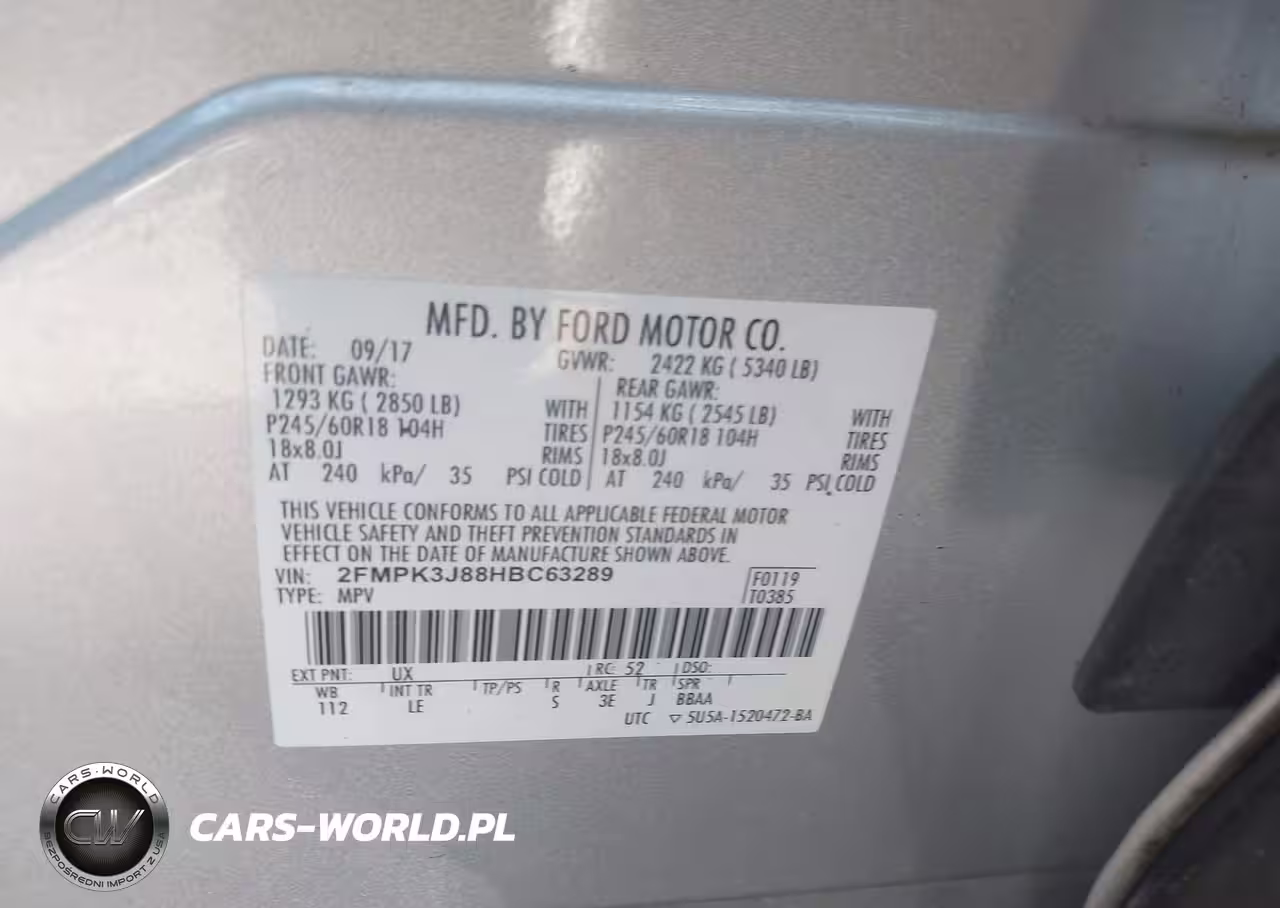 MFD. BY FORD MOTOR CO.
DATE: 09/17 GVWR: 2422 KG ( 5340 LB)
FRONT GAWR: REAR GAWR:
1293 KG ( 2850 LB) WITH 1154 KG ( 2545 LB) WITH
P245/60R18 104H TIRES P245/60R18 104H TIRES
18x8.0J RIMS 18x8.0J RIMS
AT 240 kPa/ 35 PSI COLD AT 240 kPa/ 35 PSI COLD
THIS VEHICLE CONFORMS TO ALL APPLICABLE FEDERAL MOTOR
VEHICLE SAFETY AND THEFT PREVENTION STANDARDS IN
EFFECT ON THE DATE OF MANUFACTURE SHOWN ABOVE.
VIN: 2FMPK3J88HBC63289 F0119
TYPE: MPV T0385
EXT PNT: UX RC: 52 DSO:
WB INT TR TP/PS R AXLE TR SPR
112 LE S 3E J BBAA
UTC ▽ 5U5A-1520472-BA
CARS-WORLD
CW
BEZPOŚREDNI IMPORT Z USA
CARS-WORLD.PL